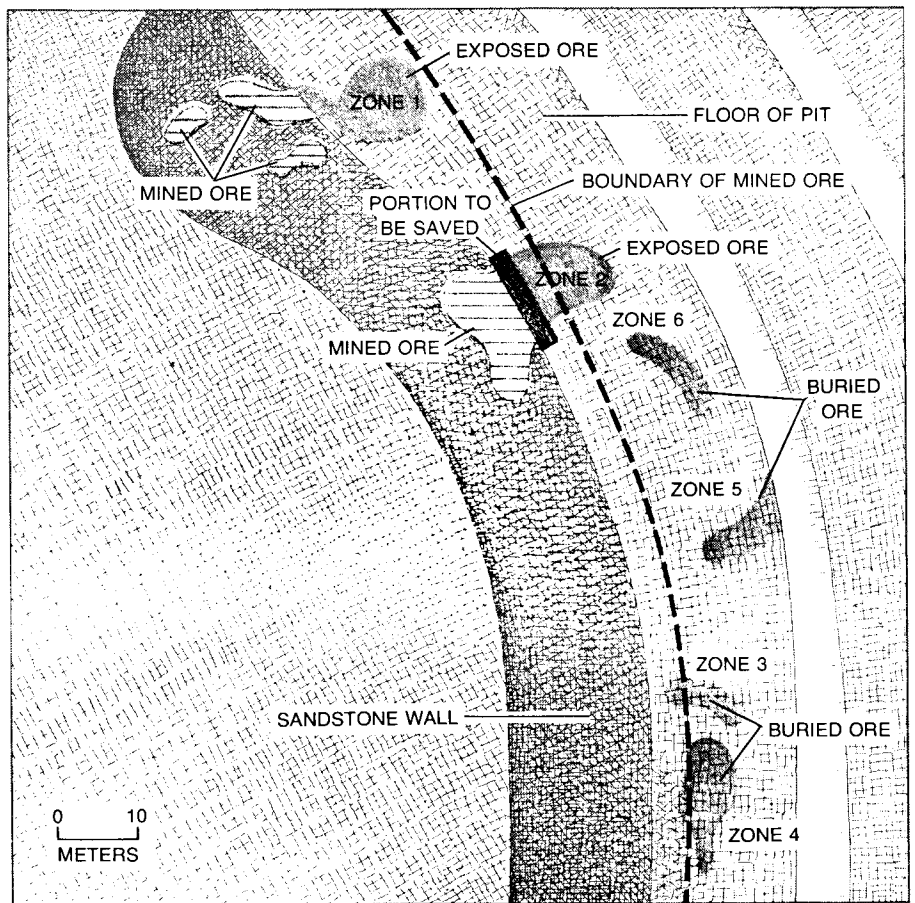 EXPOSED ORE
ZONE 1
FLOOR OF PIT
MINED ORE
BOUNDARY OF MINED ORE
PORTION TO
BE SAVED
EXPOSED ORE
ZONE 2
ZONE 6
MINED ORE
BURIED
ORE
ZONE 5
ZONE 3
SANDSTONE WALL
BURIED ORE
0 10
METERS
ZONE 4